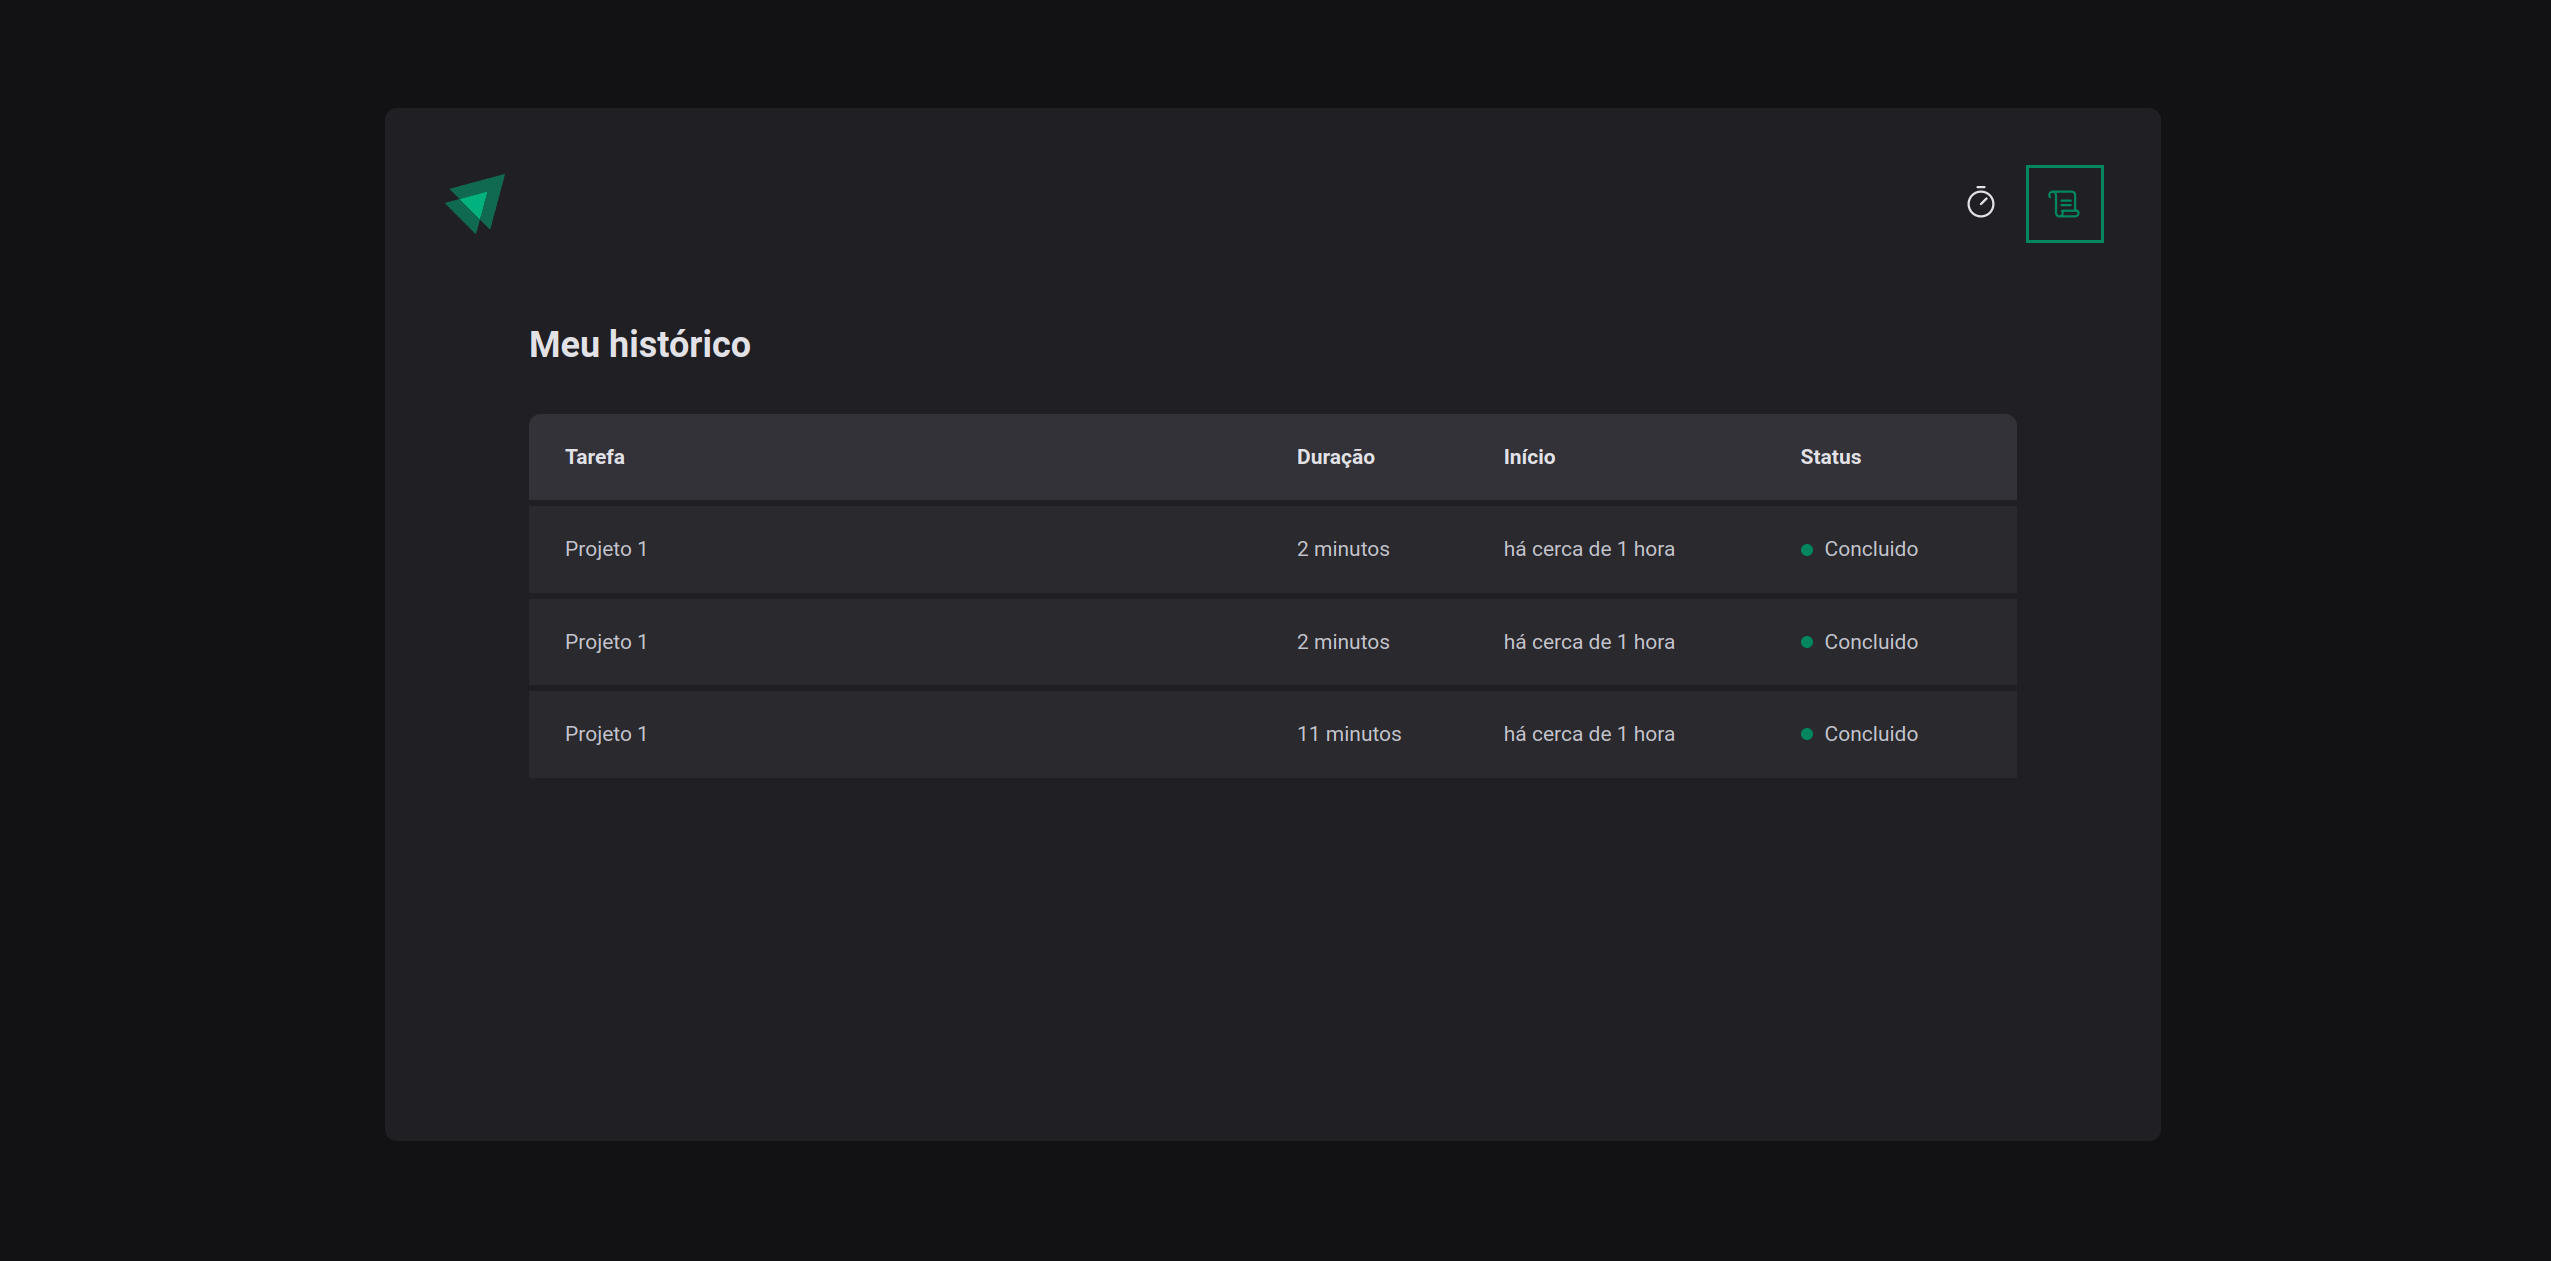 Meu histórico
Tarefa Duração Início Status
Projeto 1 2 minutos há cerca de 1 hora Concluido
Projeto 1 2 minutos há cerca de 1 hora Concluido
Projeto 1 11 minutos há cerca de 1 hora Concluido